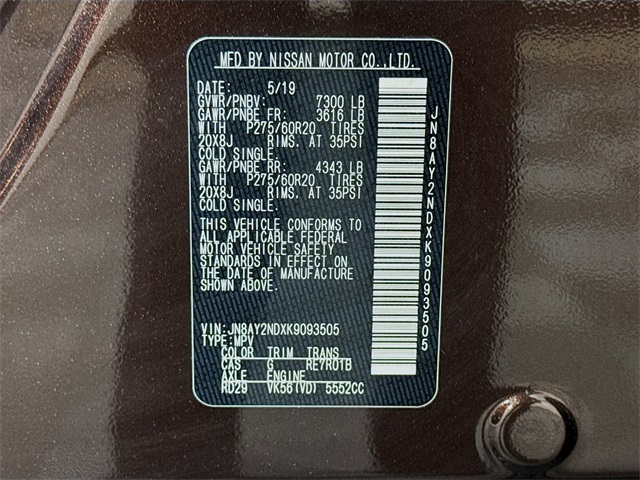 MFD BY NISSAN MOTOR CO.,LTD.
DATE: 5/19
GVWR/PNBV: 7300 LB
GAWR/PNBE FR: 3616 LB
WITH P275/60R20 TIRES
20X8J RIMS. AT 35PSI
COLD SINGLE.
GAWR/PNBE RR: 4343 LB
WITH P275/60R20 TIRES
20X8J RIMS. AT 35PSI
COLD SINGLE.
THIS VEHICLE CONFORMS TO
ALL APPLICABLE FEDERAL
MOTOR VEHICLE SAFETY
STANDARDS IN EFFECT ON
THE DATE OF MANUFACTURE
SHOWN ABOVE.
VIN:JN8AY2NDXK9093505
TYPE:MPV
COLOR TRIM TRANS
CAS G RE7R01B
AXLE ENGINE
RD29 VK56(VD) 5552CC
JN8AY2NDXK9093505